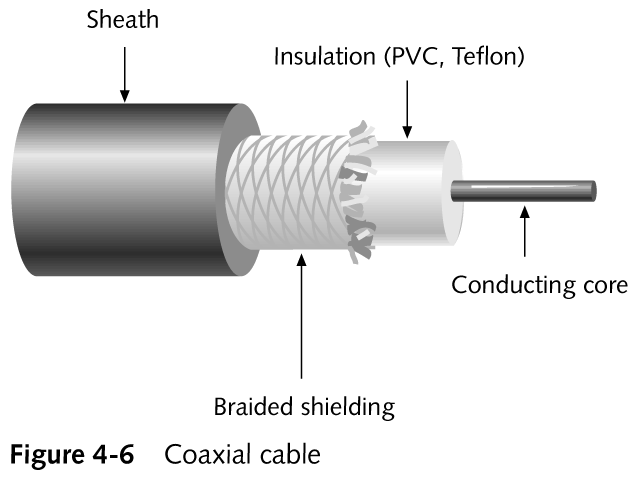 Sheath
Insulation (PVC, Teflon)
Conducting core
Braided shielding
Figure 4-6 Coaxial cable